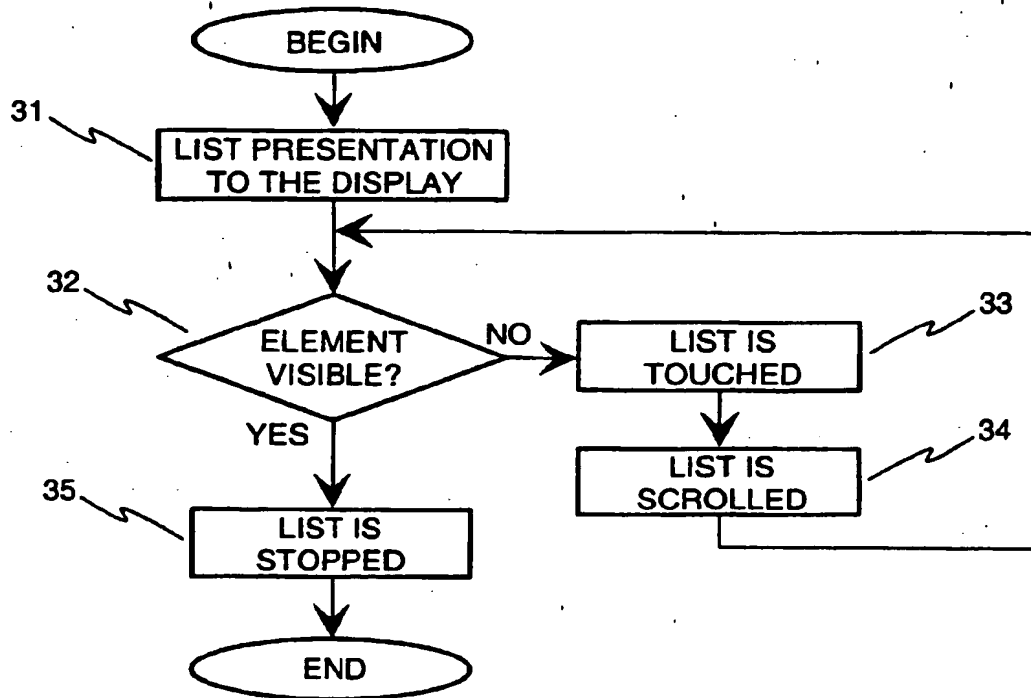 BEGIN
31
LIST PRESENTATION
TO THE DISPLAY
32
ELEMENT
VISIBLE?
NO
33
LIST IS
TOUCHED
YES
34
LIST IS
SCROLLED
35
LIST IS
STOPPED
END